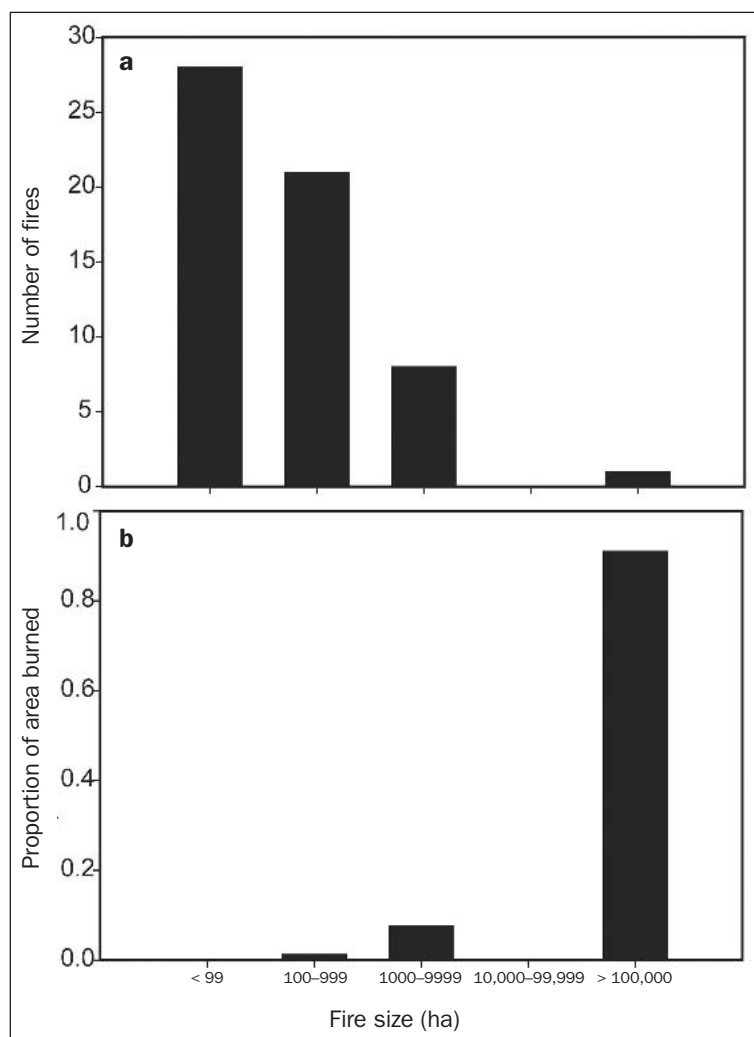 a
Number of fires
30
25
20
15
10
5
0
b
Proportion of area burned
1.0
0.8
0.6
0.4
0.2
0.0
< 99 100–999 1000–9999 10,000–99,999 > 100,000
Fire size (ha)